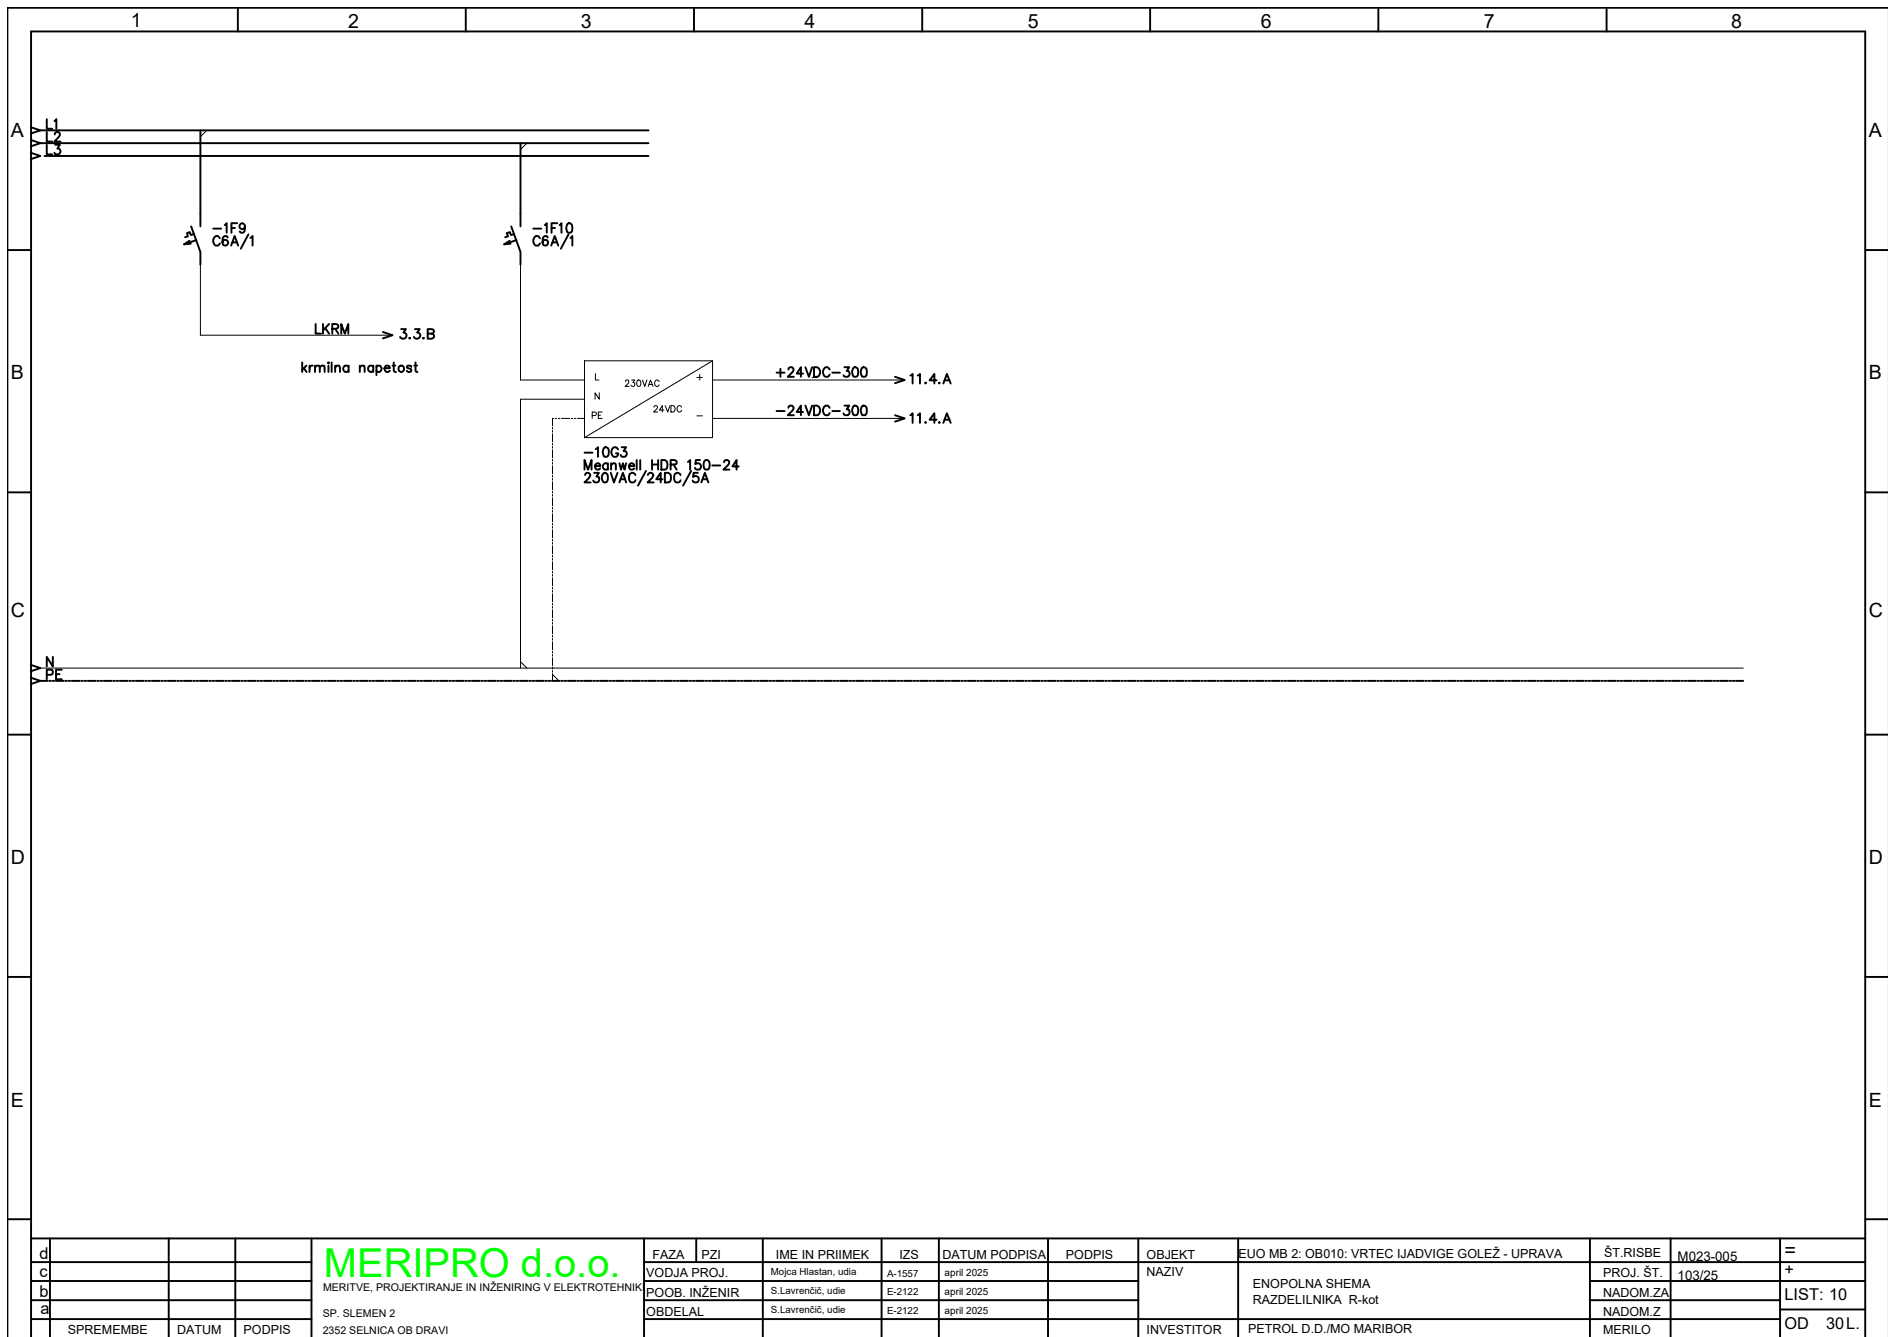 1 2 3 4 5 6 7 8
A A
L1
L2
L3
-1F9
C6A/1
-1F10
C6A/1
LKRM 3.3.B
krmilna napetost
B B
L 230VAC +
N
24VDC
PE -
+24VDC-300 11.4.A
-24VDC-300 11.4.A
-10G3
Meanwell HDR 150-24
230VAC/24DC/5A
C C
N
PE
D D
E E
d
c
b
a
SPREMEMBE DATUM PODPIS
MERIPRO d.o.o.
MERITVE, PROJEKTIRANJE IN INŽENIRING V ELEKTROTEHNIK
SP. SLEMEN 2
2352 SELNICA OB DRAVI
FAZA PZI IME IN PRIIMEK IZS DATUM PODPISA PODPIS
VODJA PROJ. Mojca Hlastan, udia A-1557 april 2025
POOB. INŽENIR S.Lavrenčič, udie E-2122 april 2025
OBDELAL S.Lavrenčič, udie E-2122 april 2025
OBJEKT EUO MB 2: OB010: VRTEC IJADVIGE GOLEŽ - UPRAVA
NAZIV
ENOPOLNA SHEMA
RAZDELILNIKA R-kot
INVESTITOR PETROL D.D./MO MARIBOR
ŠT.RISBE M023-005
PROJ. ŠT. 103/25
NADOM.ZA
NADOM.Z
MERILO
=
+
LIST: 10
OD 30L.